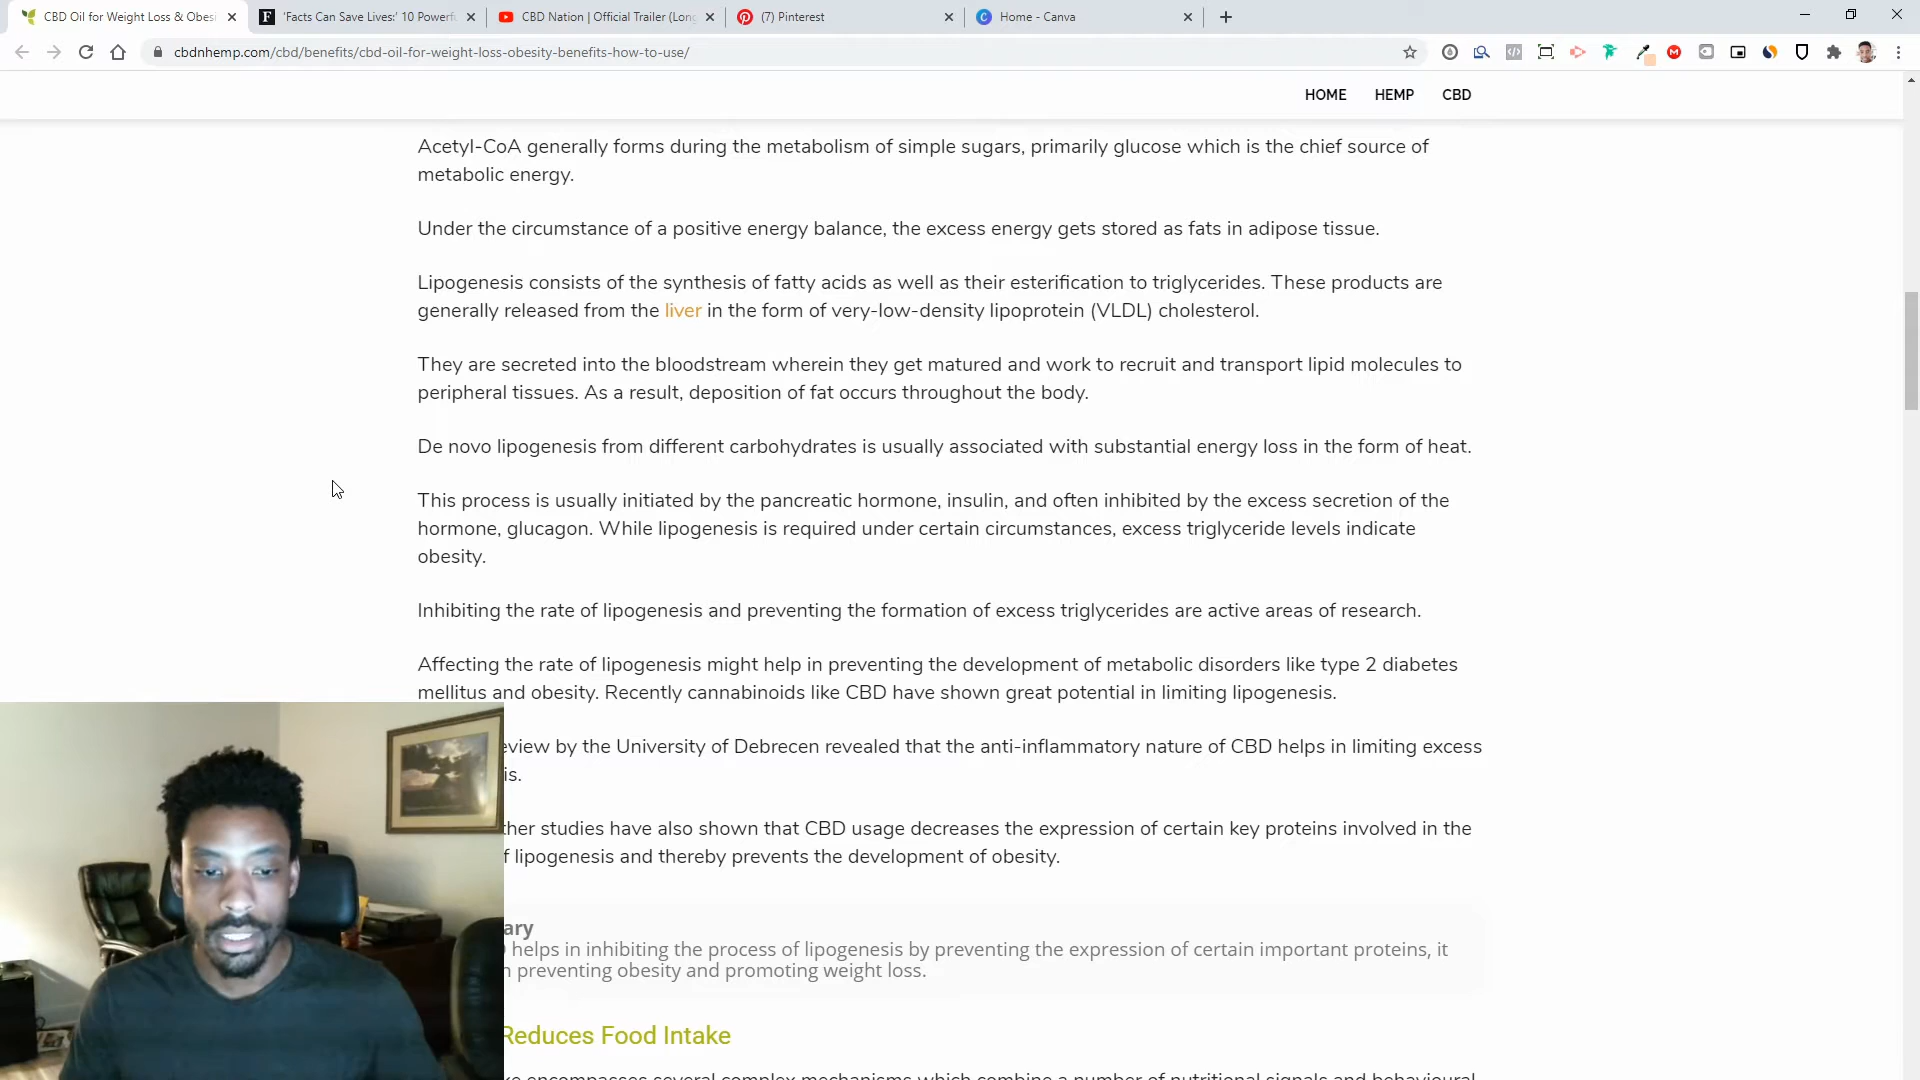 CBD Oil for Weight Loss & Obesi
'Facts Can Save Lives:' 10 Powerfu
CBD Nation | Official Trailer (Long
(7) Pinterest
Home - Canva
cbdnhemp.com/cbd/benefits/cbd-oil-for-weight-loss-obesity-benefits-how-to-use/
HOME HEMP CBD
Acetyl-CoA generally forms during the metabolism of simple sugars, primarily glucose which is the chief source of
metabolic energy.
Under the circumstance of a positive energy balance, the excess energy gets stored as fats in adipose tissue.
Lipogenesis consists of the synthesis of fatty acids as well as their esterification to triglycerides. These products are
generally released from the liver in the form of very-low-density lipoprotein (VLDL) cholesterol.
They are secreted into the bloodstream wherein they get matured and work to recruit and transport lipid molecules to
peripheral tissues. As a result, deposition of fat occurs throughout the body.
De novo lipogenesis from different carbohydrates is usually associated with substantial energy loss in the form of heat.
This process is usually initiated by the pancreatic hormone, insulin, and often inhibited by the excess secretion of the
hormone, glucagon. While lipogenesis is required under certain circumstances, excess triglyceride levels indicate
obesity.
Inhibiting the rate of lipogenesis and preventing the formation of excess triglycerides are active areas of research.
Affecting the rate of lipogenesis might help in preventing the development of metabolic disorders like type 2 diabetes
mellitus and obesity. Recently cannabinoids like CBD have shown great potential in limiting lipogenesis.
eview by the University of Debrecen revealed that the anti-inflammatory nature of CBD helps in limiting excess
is.
ther studies have also shown that CBD usage decreases the expression of certain key proteins involved in the
f lipogenesis and thereby prevents the development of obesity.
ary
helps in inhibiting the process of lipogenesis by preventing the expression of certain important proteins, it
n preventing obesity and promoting weight loss.
Reduces Food Intake
encompasses several complex mechanisms which combine a number of nutritional signals and behavioural